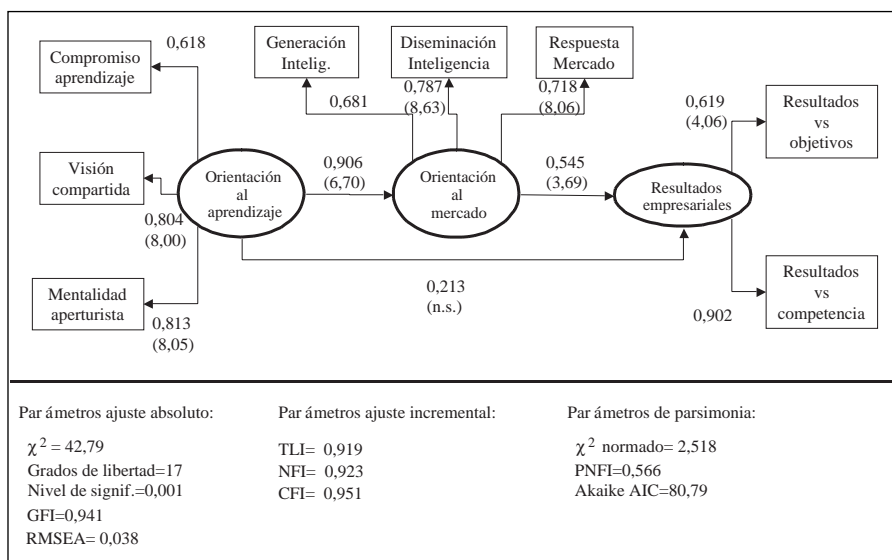 Compromiso
aprendizaje
0,618
Generación
Intelig.
0,681
Diseminación
Inteligencia
0,787
(8,63)
Respuesta
Mercado
0,718
(8,06)
0,619
(4,06)
Resultados
vs
objetivos
Visión
compartida
0,804
(8,00)
Orientación
al
aprendizaje
0,906
(6,70)
Orientación
al
mercado
0,545
(3,69)
Resultados
empresariales
0,213
(n.s.)
Mentalidad
aperturista
0,813
(8,05)
0,902
Resultados
vs
competencia
Par ámetros ajuste absoluto:
χ² = 42,79
Grados de libertad=17
Nivel de signif.=0,001
GFI=0,941
RMSEA= 0,038
Par ámetros ajuste incremental:
TLI= 0,919
NFI= 0,923
CFI= 0,951
Par ámetros de parsimonia:
χ² normado= 2,518
PNFI=0,566
Akaike AIC=80,79